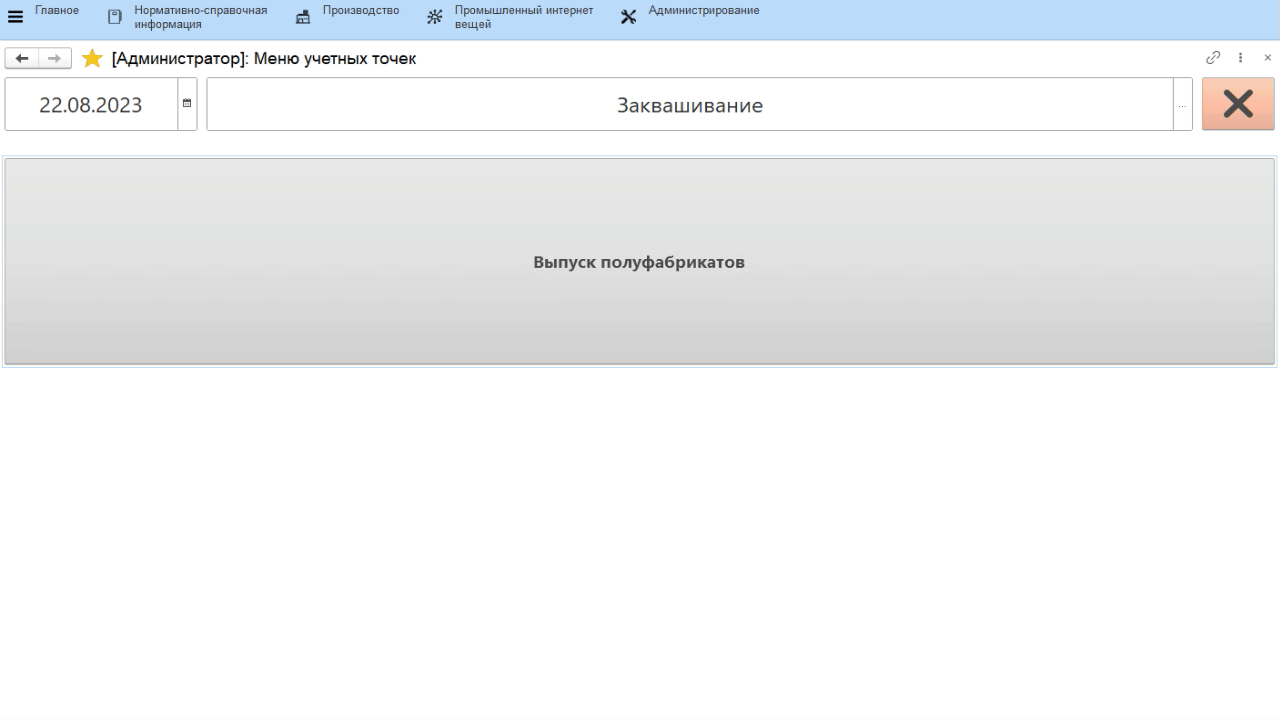 Главное
Нормативно-справочная
информация
Производство
Промышленный интернет
вещей
Администрирование
[Администратор]: Меню учетных точек
22.08.2023
Заквашивание
...
Выпуск полуфабрикатов